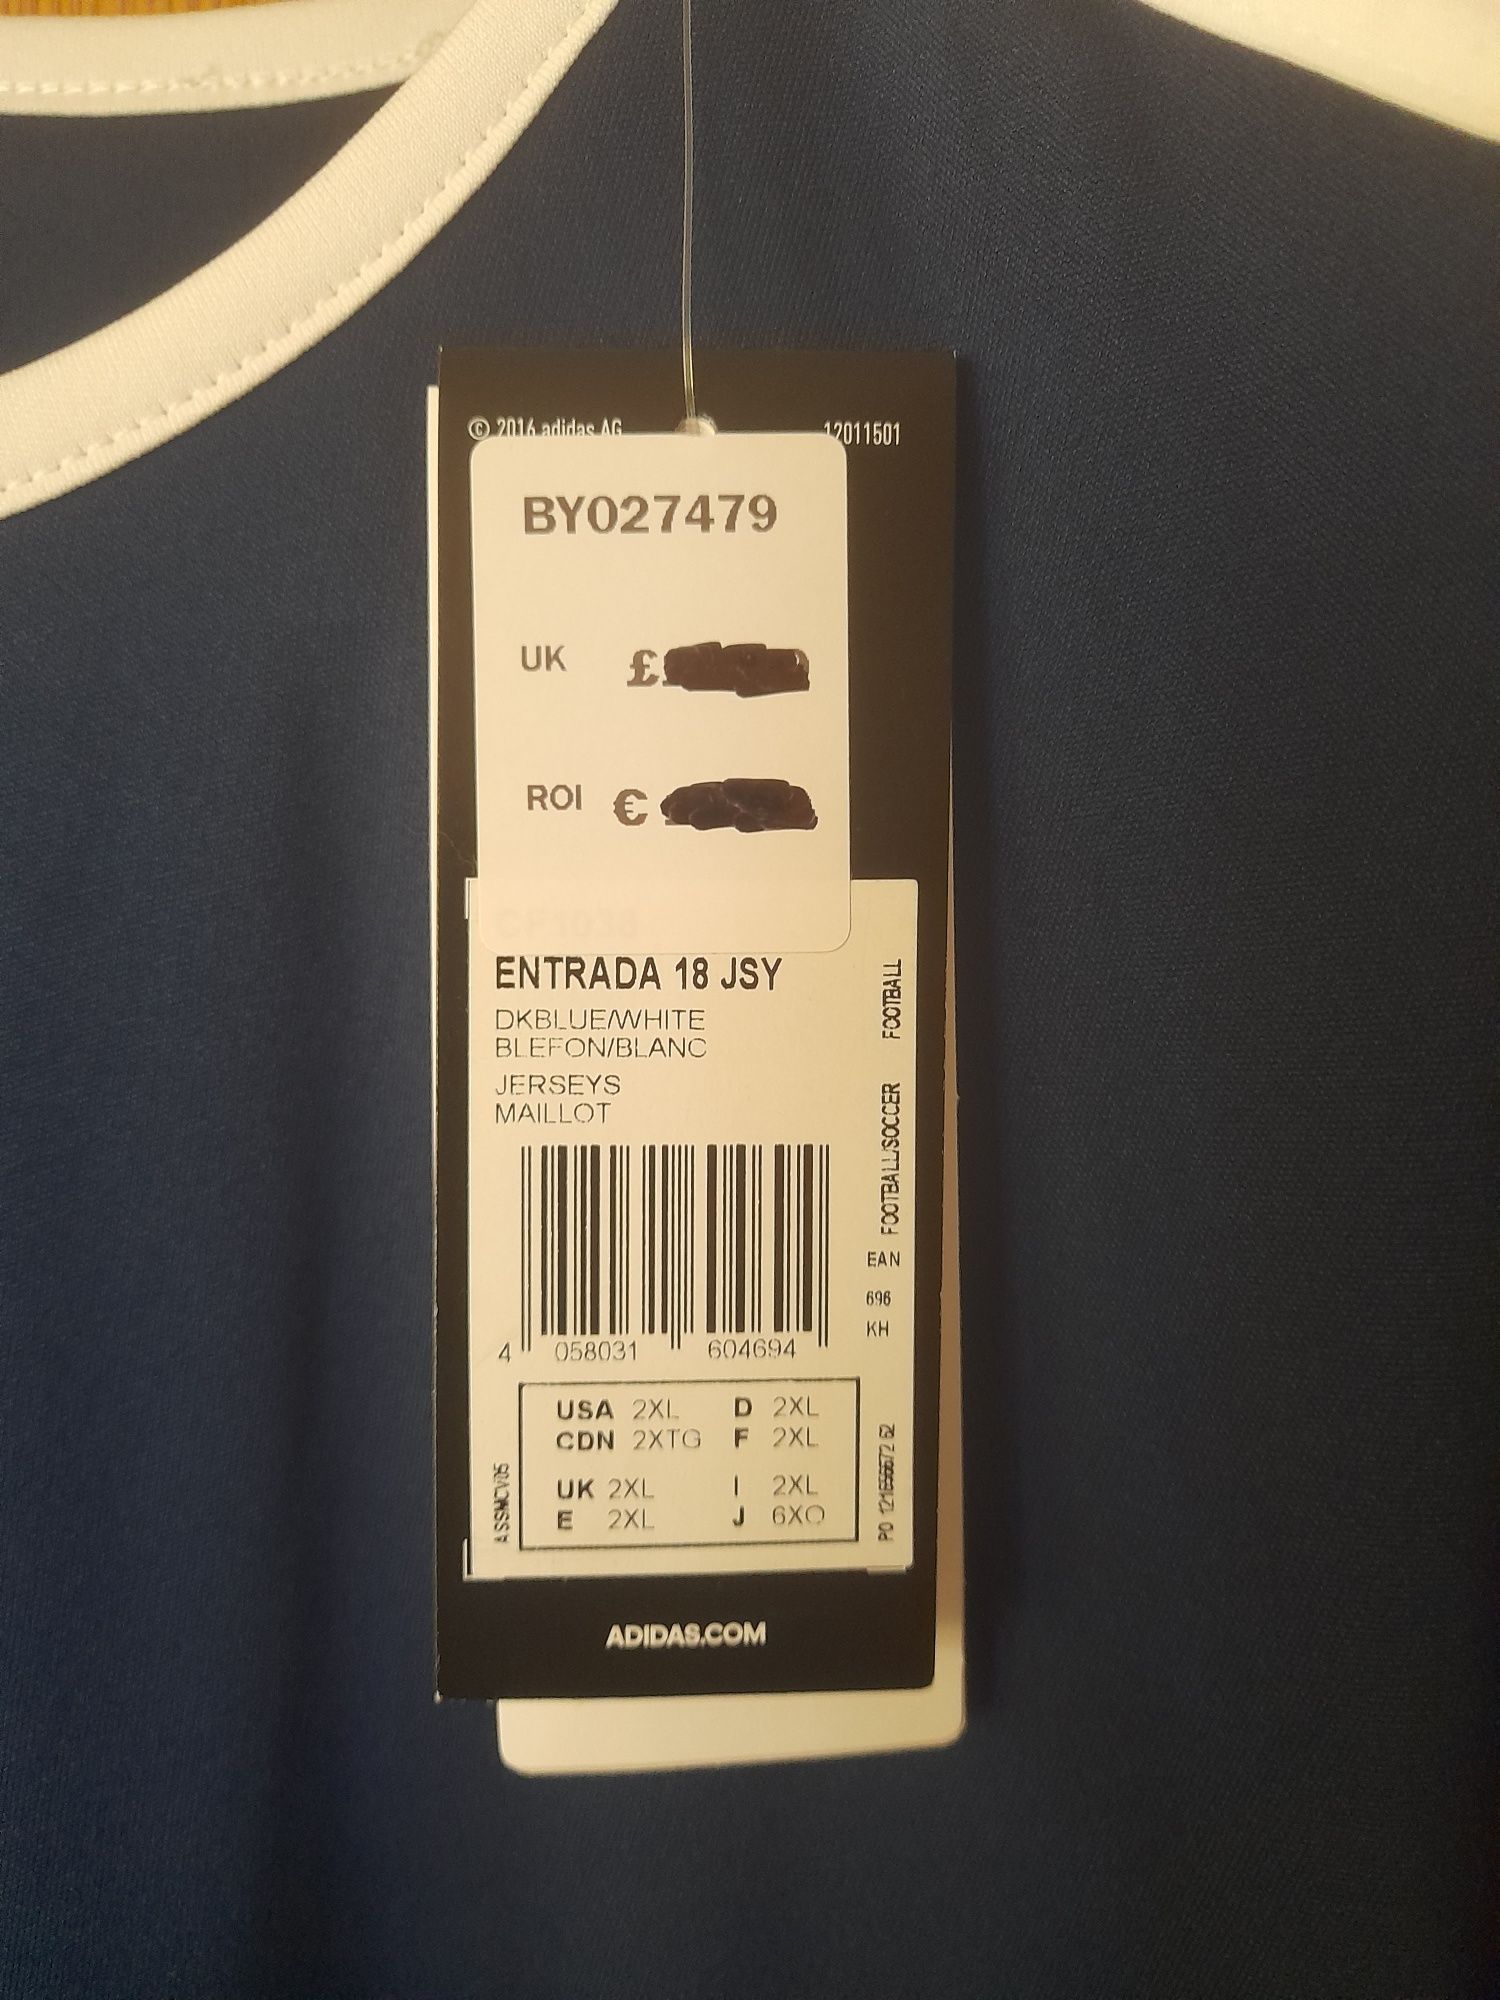 © 2016 adidas AG
12011501
BY027479
UK £
ROI €
CF1036
ENTRADA 18 JSY
DKBLUE/WHITE
BLEFON/BLANC
JERSEYS
MAILLOT
FOOTBALL/SOCCER FOOTBALL
EAN
696
KH
4 058031 604694
USA 2XL D 2XL
CDN 2XTG F 2XL
UK 2XL I 2XL
E 2XL J 6XO
ASSMCV05
ADIDAS.COM